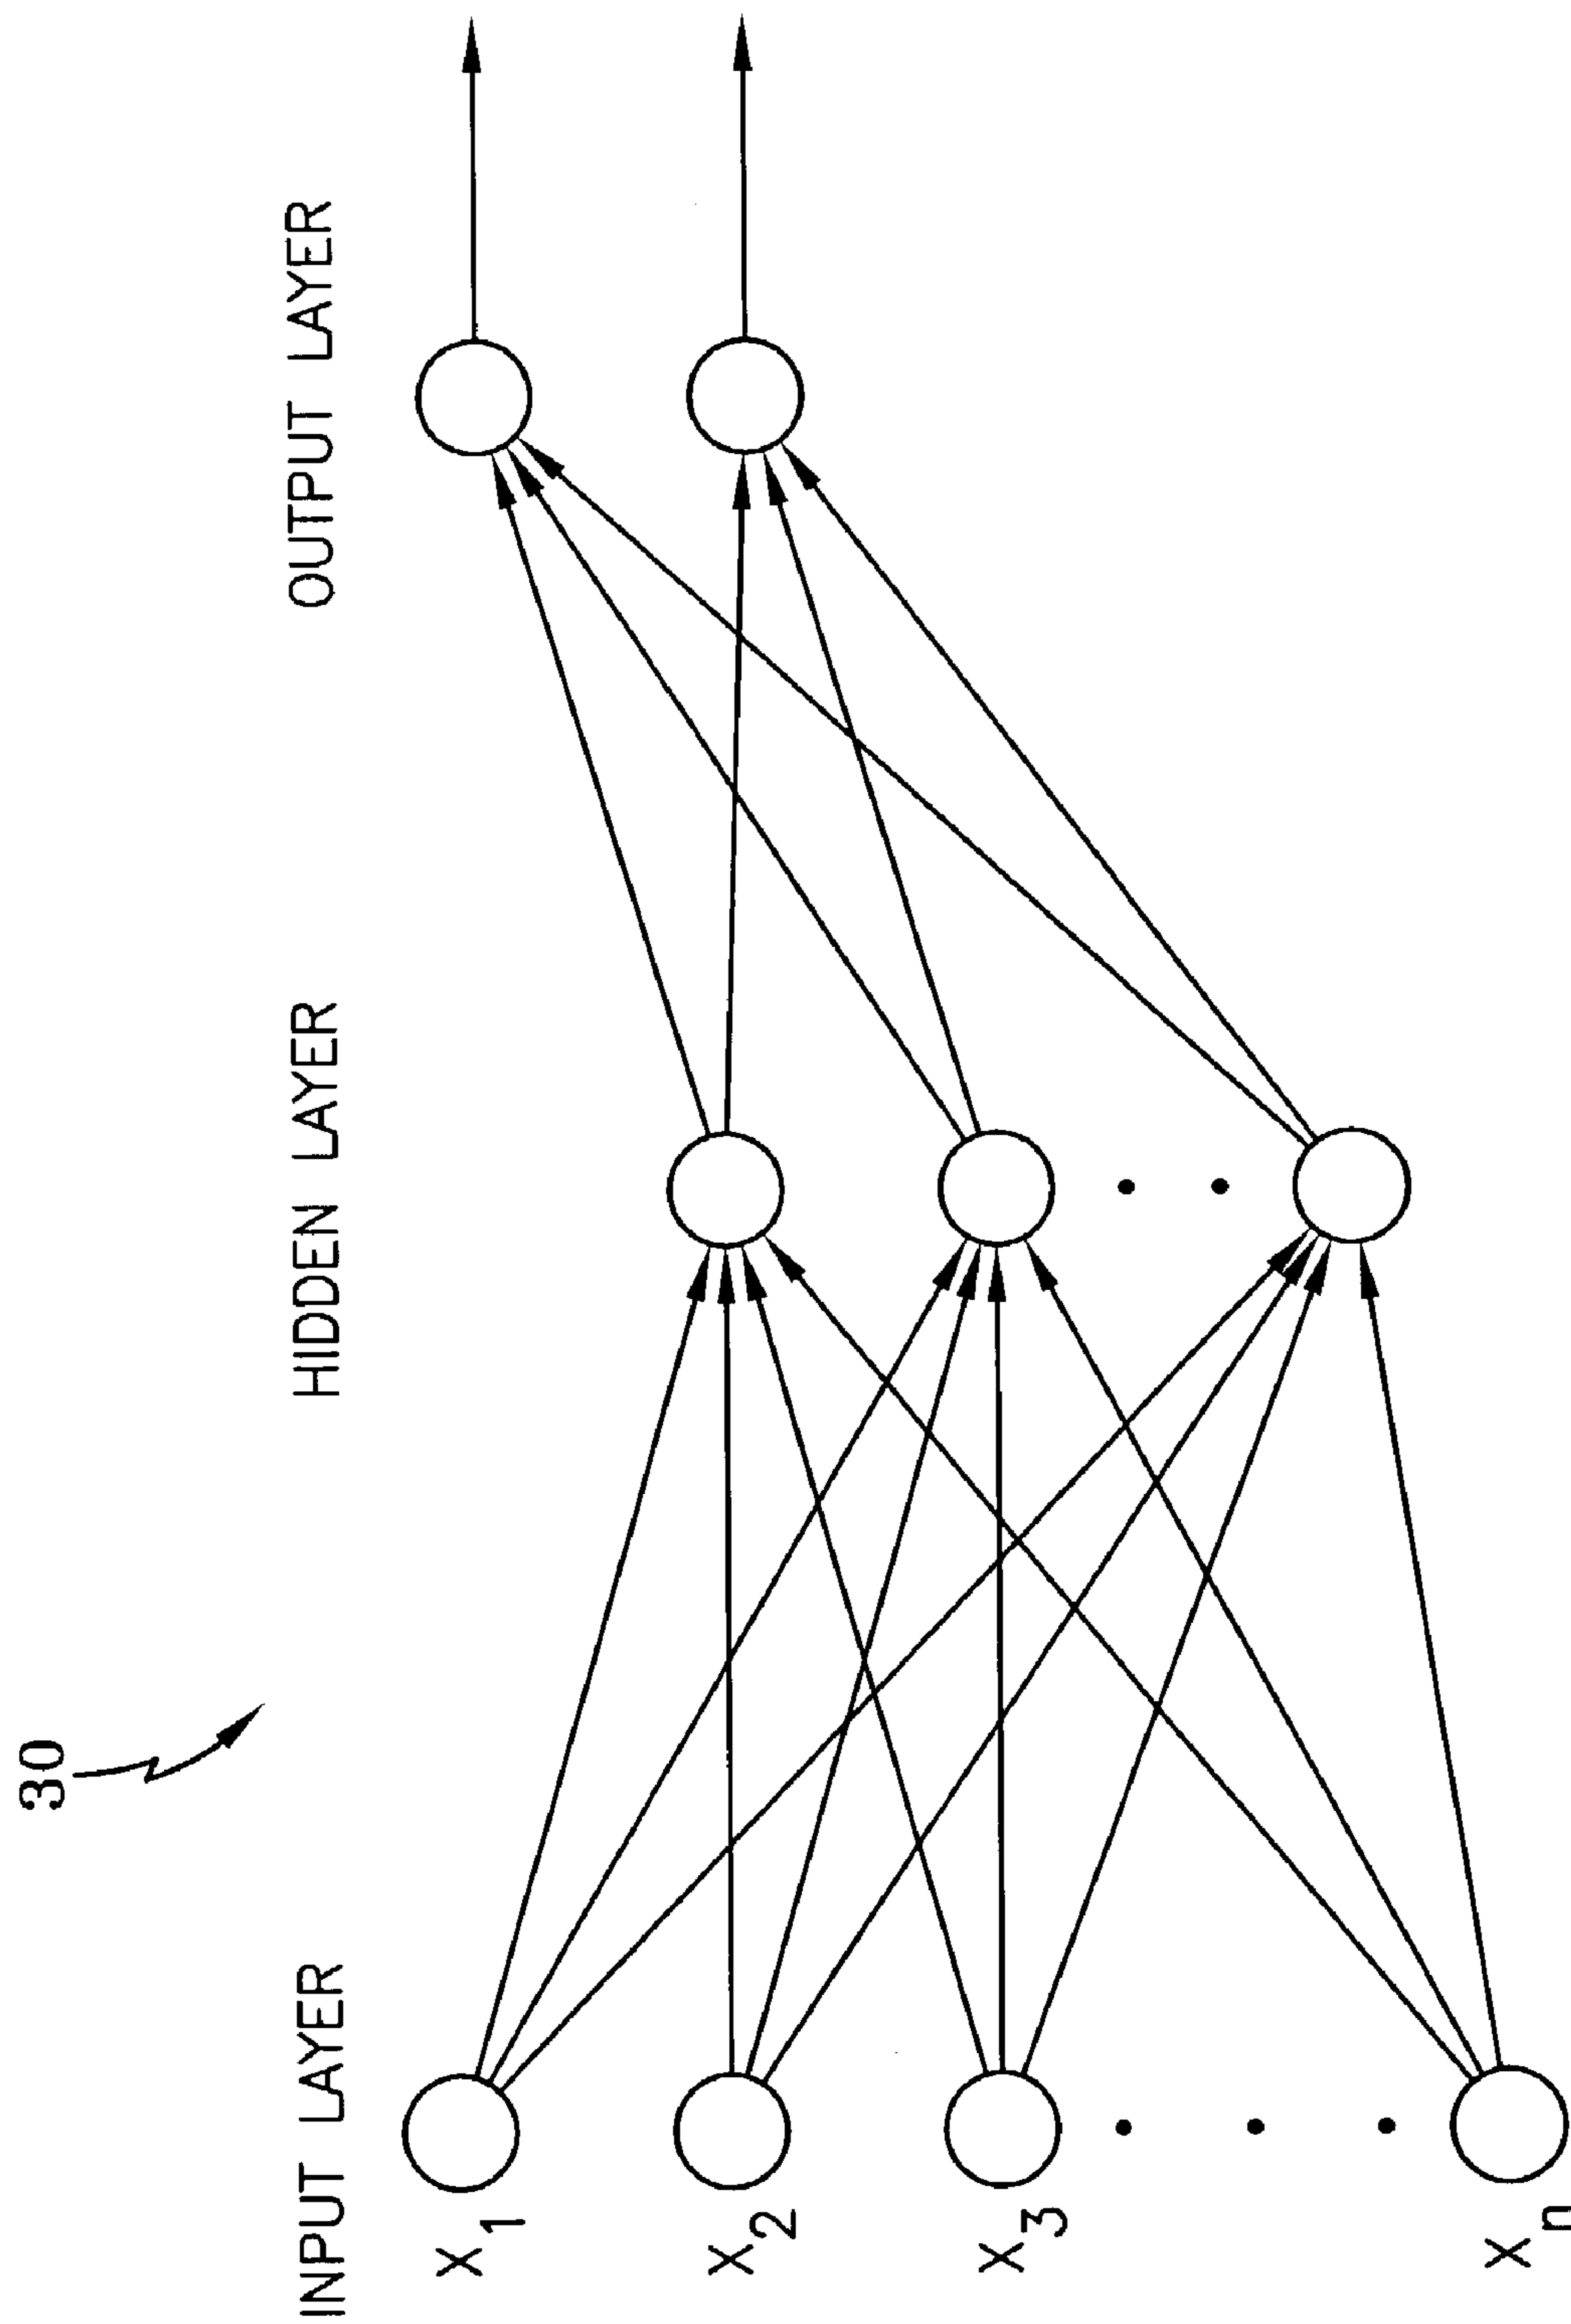 30
INPUT LAYER
HIDDEN LAYER
OUTPUT LAYER
X1
X2
X3
Xn